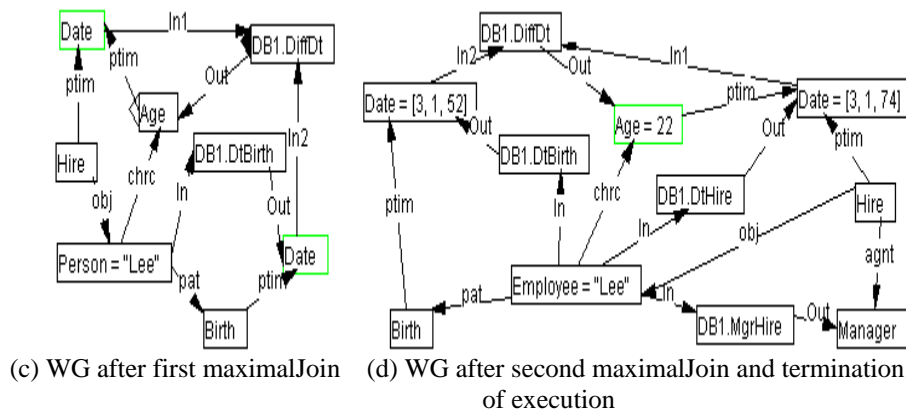 Date
In1
DB1.DiffDt
ptim
ptim
Out
Age
In2
Hire
chrc
DB1.DtBirth
In
obj
Out
Person = "Lee"
Date
pat
ptim
Birth
(c) WG after first maximalJoin
DB1.DiffDt
In2
In1
Out
Date = [3, 1, 52]
Age = 22
ptim
Date = [3, 1, 74]
Out
Out
ptim
DB1.DtBirth
chrc
DB1.DtHire
Hire
ptim
In
In
obj
agnt
Employee = "Lee"
pat
In
Out
Birth
DB1.MgrHire
Manager
(d) WG after second maximalJoin and termination
of execution